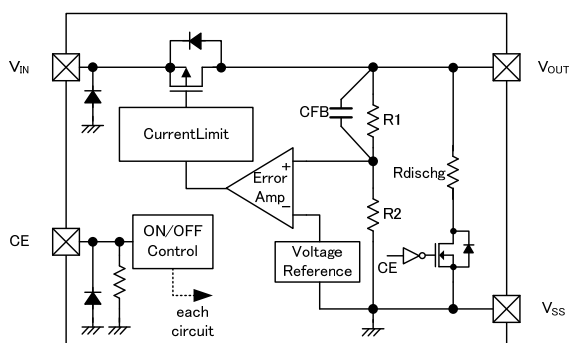 VIN
VOUT
CFB
R1
CurrentLimit
+
Error
Amp
−
Rdischg
R2
CE
ON/OFF
Control
Voltage
Reference
CE
each
circuit
VSS